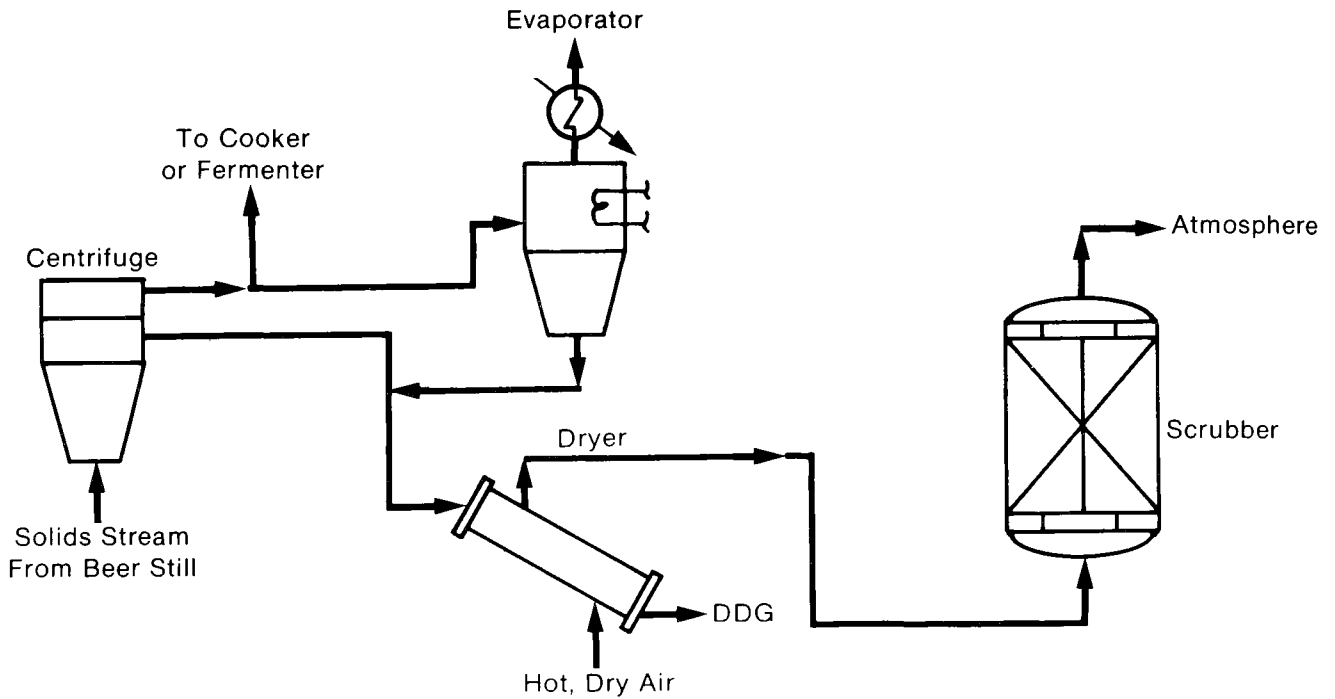 Evaporator
To Cooker
or Fermenter
Centrifuge
Atmosphere
Scrubber
Dryer
Solids Stream
From Beer Still
DDG
Hot, Dry Air